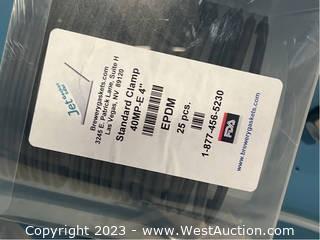 Jet
Brewerygaskets.com
3245 E. Patrick Lane, Suite H
Las Vegas, NV 89120
Standard Clamp
40MP-E 4"
EPDM
25 pcs.
1-877-456-5230
FDA
www.brewerygaskets.com
Copyright © 2023 - www.WestAuction.com